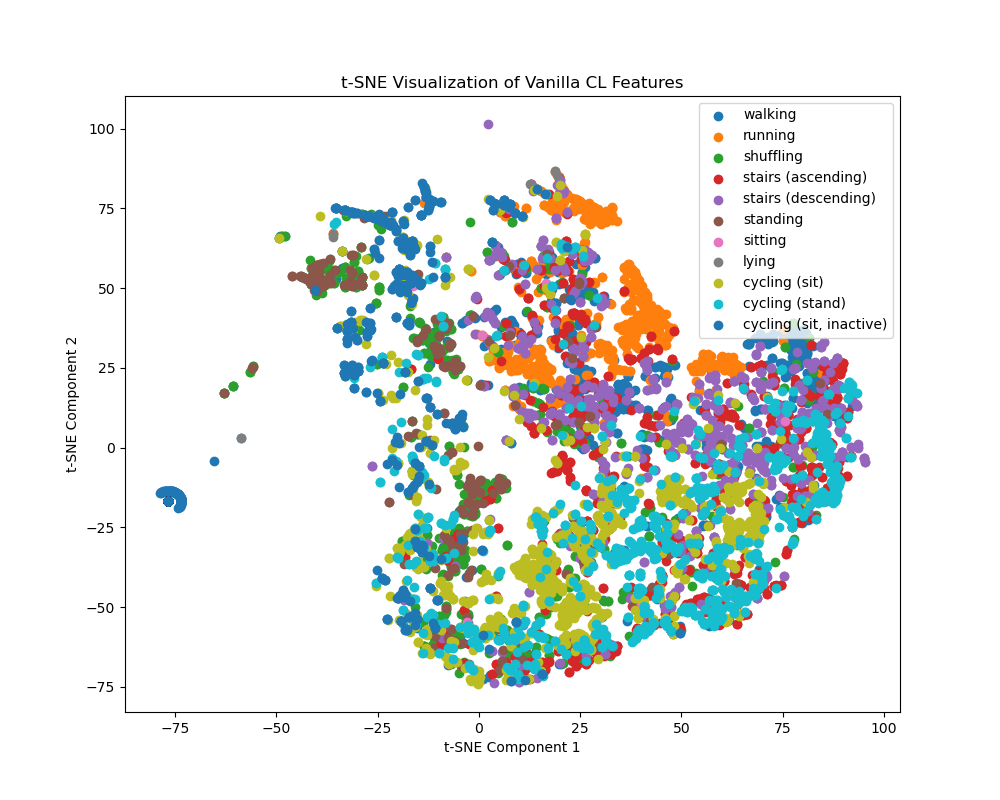 t-SNE Visualization of Vanilla CL Features
walking
running
shuffling
stairs (ascending)
stairs (descending)
standing
sitting
lying
cycling (sit)
cycling (stand)
cycling (sit, inactive)
t-SNE Component 2
100
75
50
25
0
−25
−50
−75
−75
−50
−25
0
25
50
75
100
t-SNE Component 1